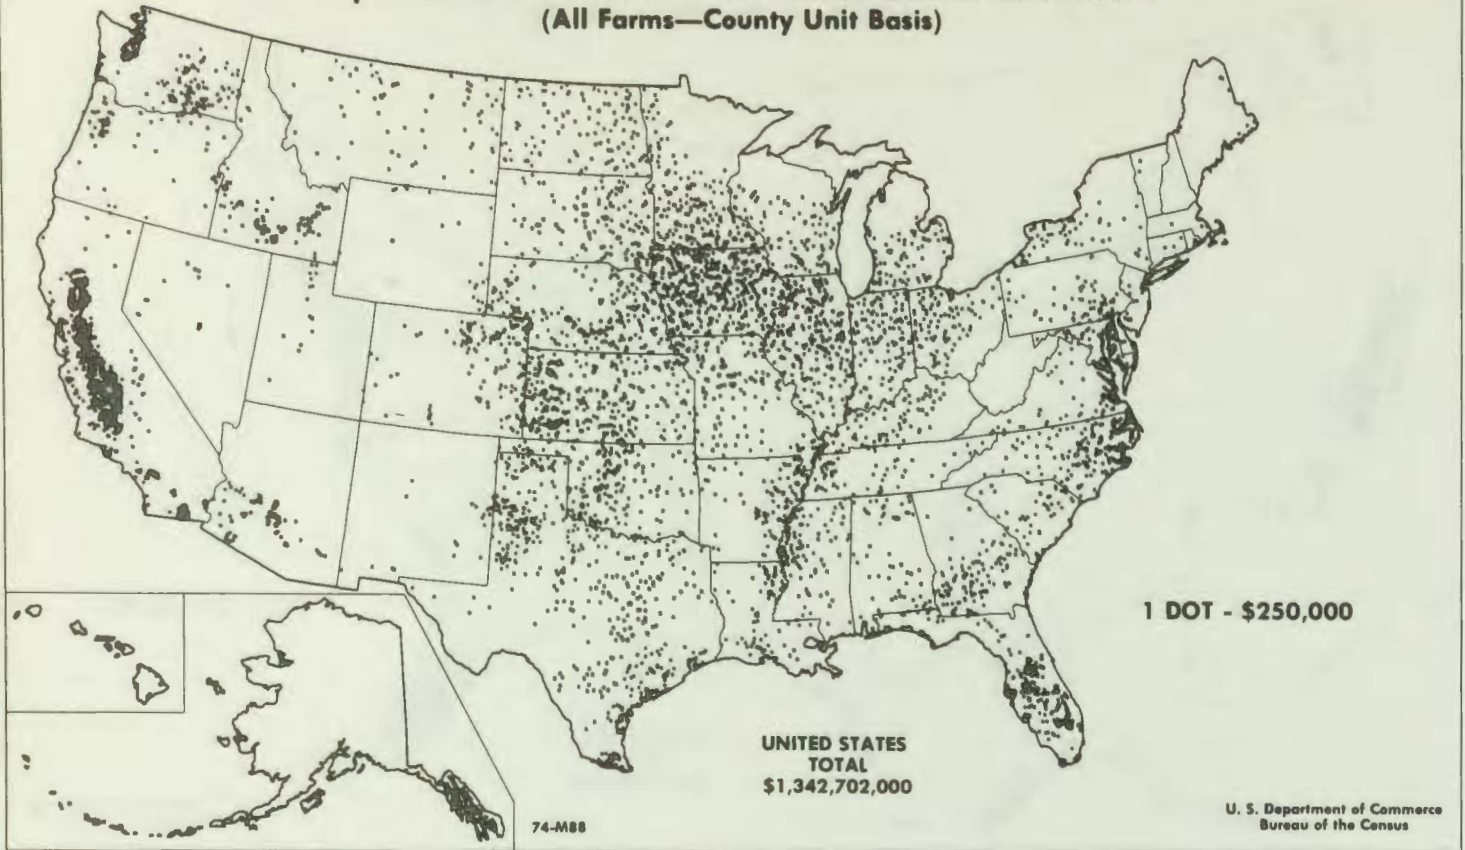 (All Farms—County Unit Basis)
1 DOT - $250,000
UNITED STATES
TOTAL
$1,342,702,000
74-M88
U. S. Department of Commerce
Bureau of the Census